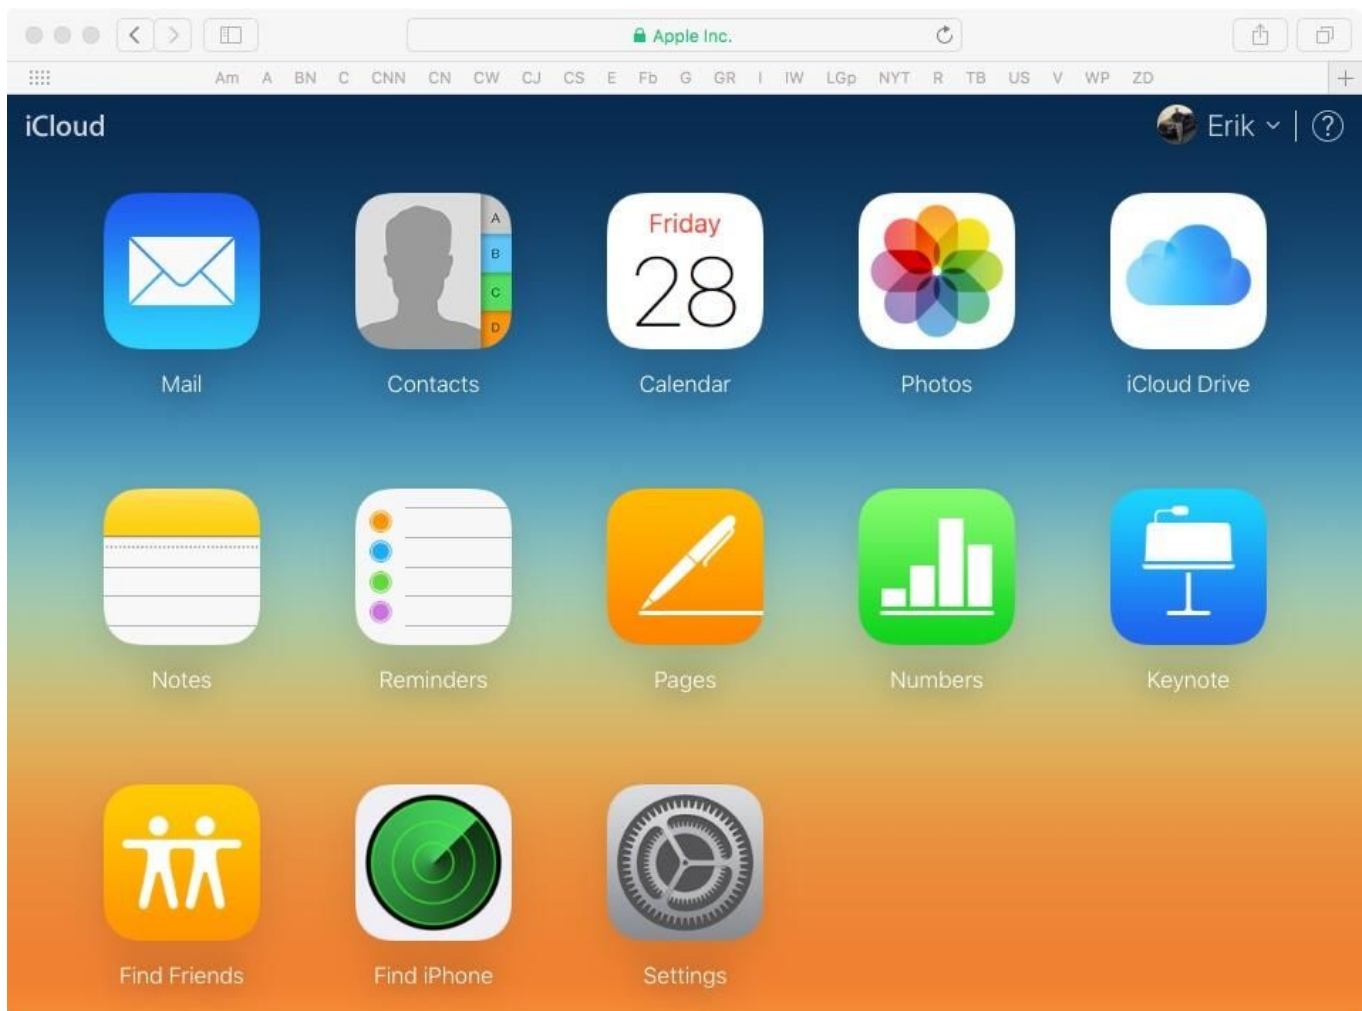 Apple Inc.
Am A BN C CNN CN CW CJ CS E Fb G GR I IW LGp NYT R TB US V WP ZD
iCloud
Erik
?
A
B
C
D
Friday
28
Mail
Contacts
Calendar
Photos
iCloud Drive
Notes
Reminders
Pages
Numbers
Keynote
Find Friends
Find iPhone
Settings